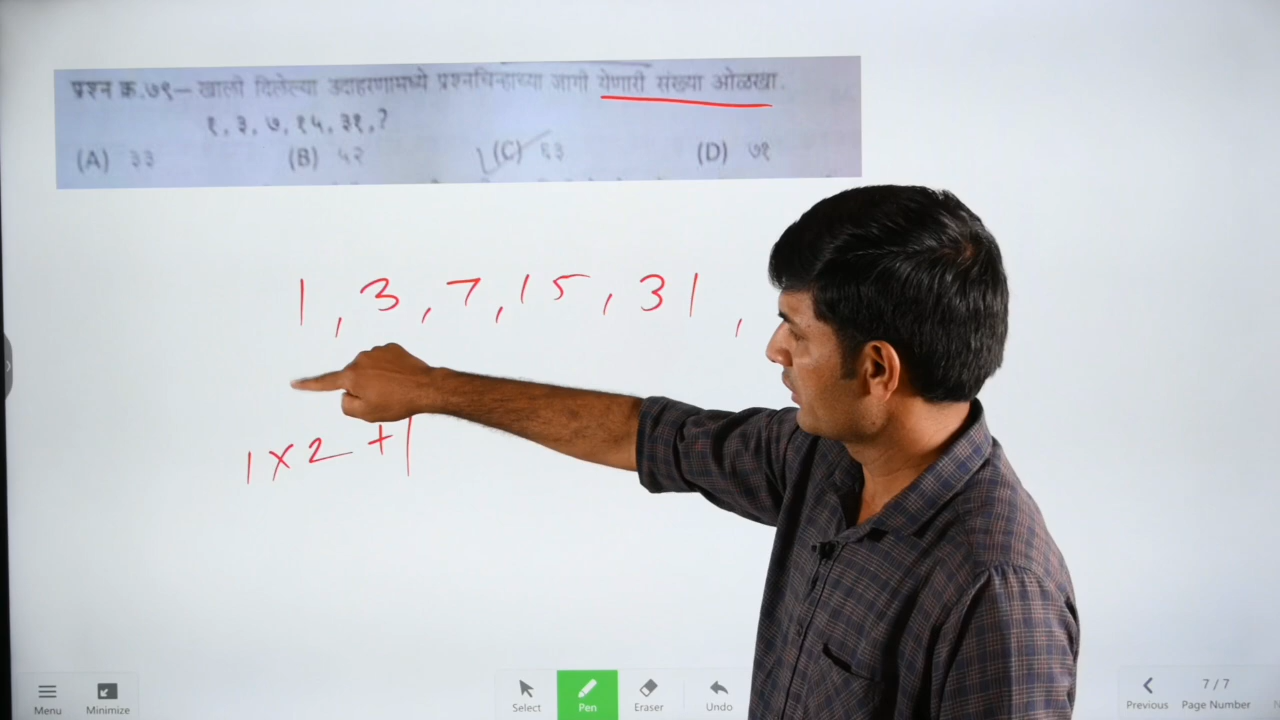 प्रश्न क्र.७९– खाली दिलेल्या उदाहरणामध्ये प्रश्नचिन्हाच्या जागी येणारी संख्या ओळखा.
१, ३, ७, १५, ३१, ?
(A) ३३ (B) ५२ (C) ६३ (D) ७१
1, 3, 7, 15, 31,
1 x 2 + 1
Menu Minimize Select Pen Eraser Undo Previous 7 / 7 Page Number